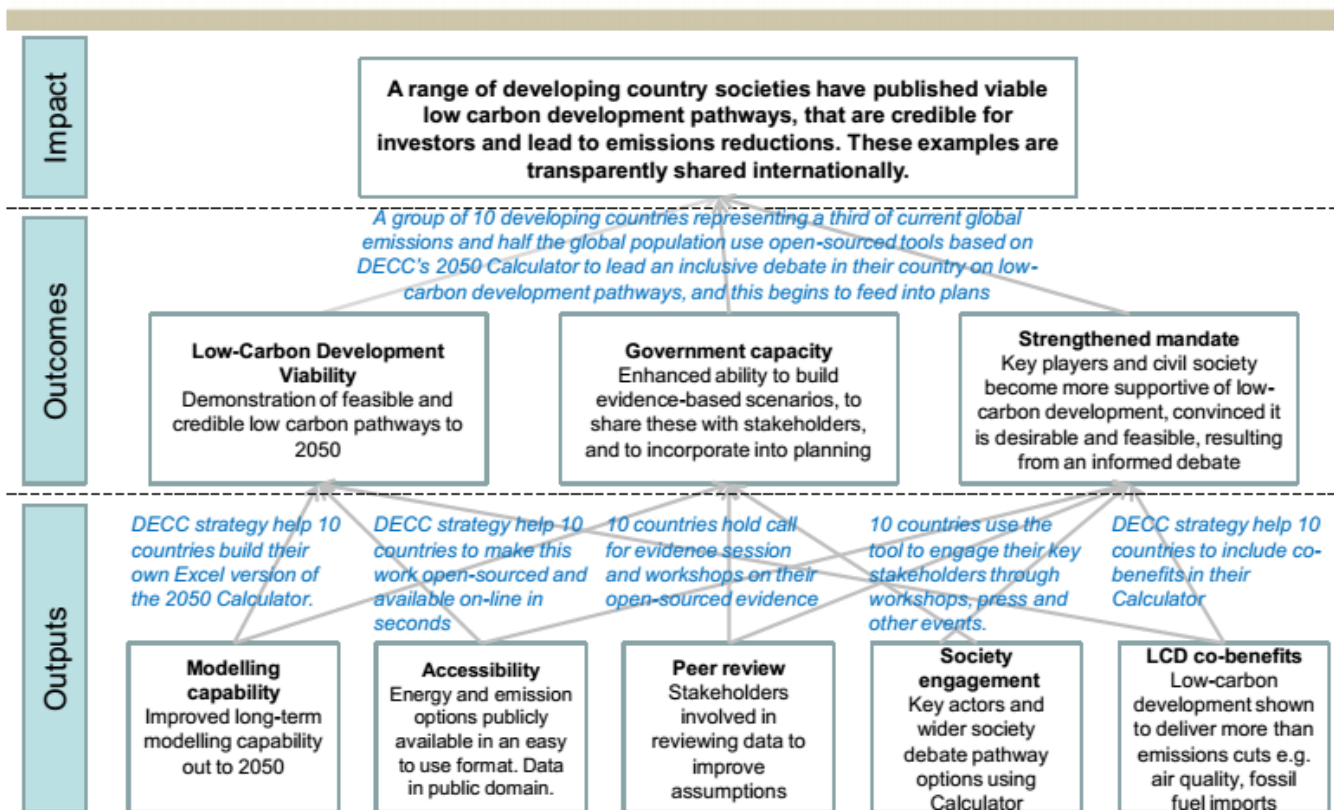 Impact
A range of developing country societies have published viable
low carbon development pathways, that are credible for
investors and lead to emissions reductions. These examples are
transparently shared internationally.
A group of 10 developing countries representing a third of current global
emissions and half the global population use open-sourced tools based on
DECC's 2050 Calculator to lead an inclusive debate in their country on low-
carbon development pathways, and this begins to feed into plans
Outcomes
Low-Carbon Development
Viability
Demonstration of feasible and
credible low carbon pathways to
2050
Government capacity
Enhanced ability to build
evidence-based scenarios, to
share these with stakeholders,
and to incorporate into planning
Strengthened mandate
Key players and civil society
become more supportive of low-
carbon development, convinced it
is desirable and feasible, resulting
from an informed debate
Outputs
DECC strategy help 10
countries build their
own Excel version of
the 2050 Calculator.
DECC strategy help 10
countries to make this
work open-sourced and
available on-line in
seconds
10 countries hold call
for evidence session
and workshops on their
open-sourced evidence
10 countries use the
tool to engage their key
stakeholders through
workshops, press and
other events.
DECC strategy help 10
countries to include co-
benefits in their
Calculator
Modelling
capability
Improved long-term
modelling capability
out to 2050
Accessibility
Energy and emission
options publicly
available in an easy
to use format. Data
in public domain.
Peer review
Stakeholders
involved in
reviewing data to
improve
assumptions
Society
engagement
Key actors and
wider society
debate pathway
options using
Calculator
LCD co-benefits
Low-carbon
development shown
to deliver more than
emissions cuts e.g.
air quality, fossil
fuel imports